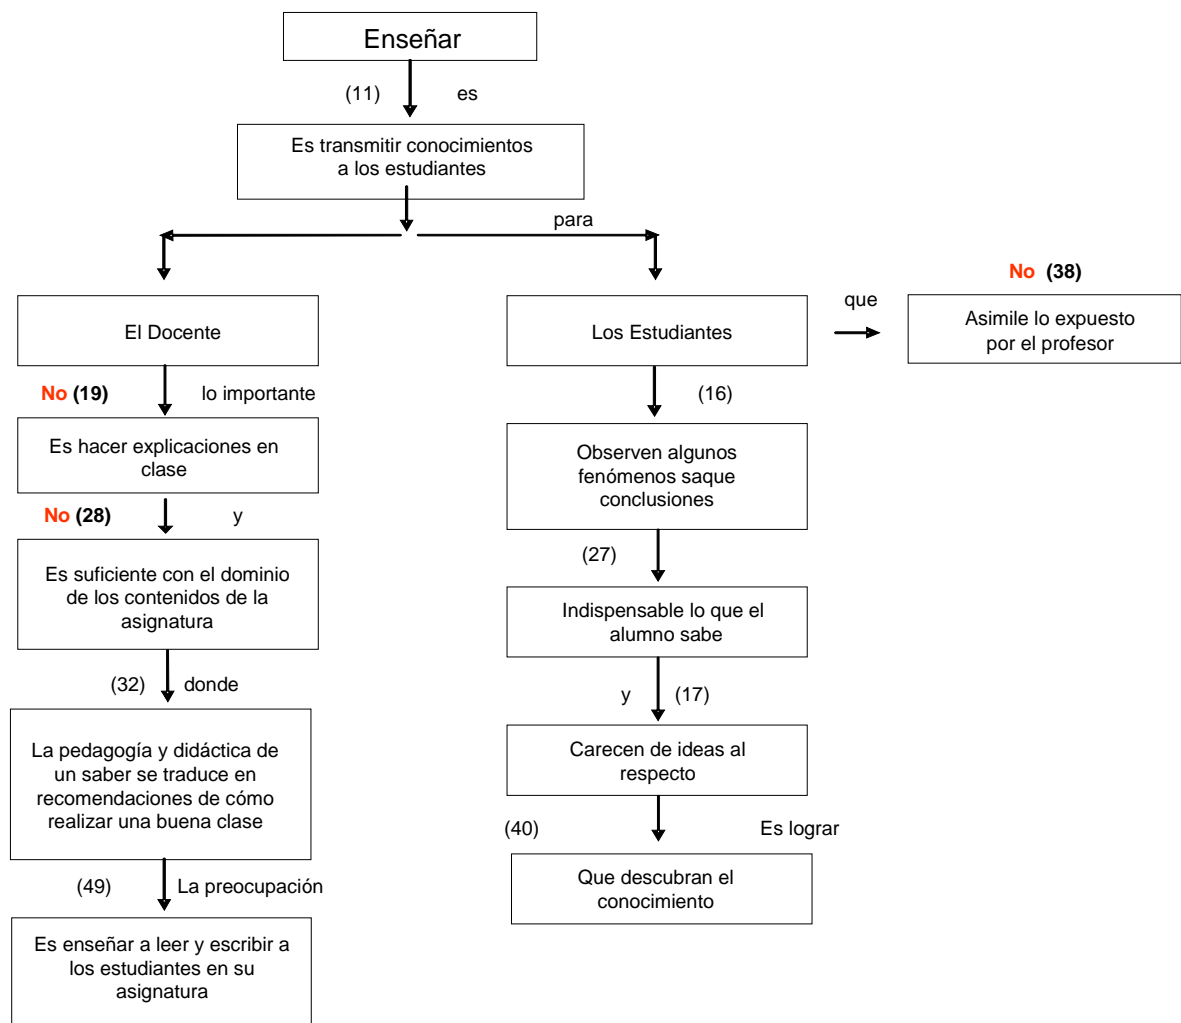 Enseñar
(11) es
Es transmitir conocimientos
a los estudiantes
para
No (38)
El Docente
Los Estudiantes
que
Asimile lo expuesto
por el profesor
No (19) lo importante
(16)
Es hacer explicaciones en
clase
Observen algunos
fenómenos saque
conclusiones
No (28) y
(27)
Es suficiente con el dominio
de los contenidos de la
asignatura
Indispensable lo que el
alumno sabe
(32) donde
y (17)
La pedagogía y didáctica de
un saber se traduce en
recomendaciones de cómo
realizar una buena clase
Carecen de ideas al
respecto
(40) Es lograr
(49) La preocupación
Que descubran el
conocimiento
Es enseñar a leer y escribir a
los estudiantes en su
asignatura